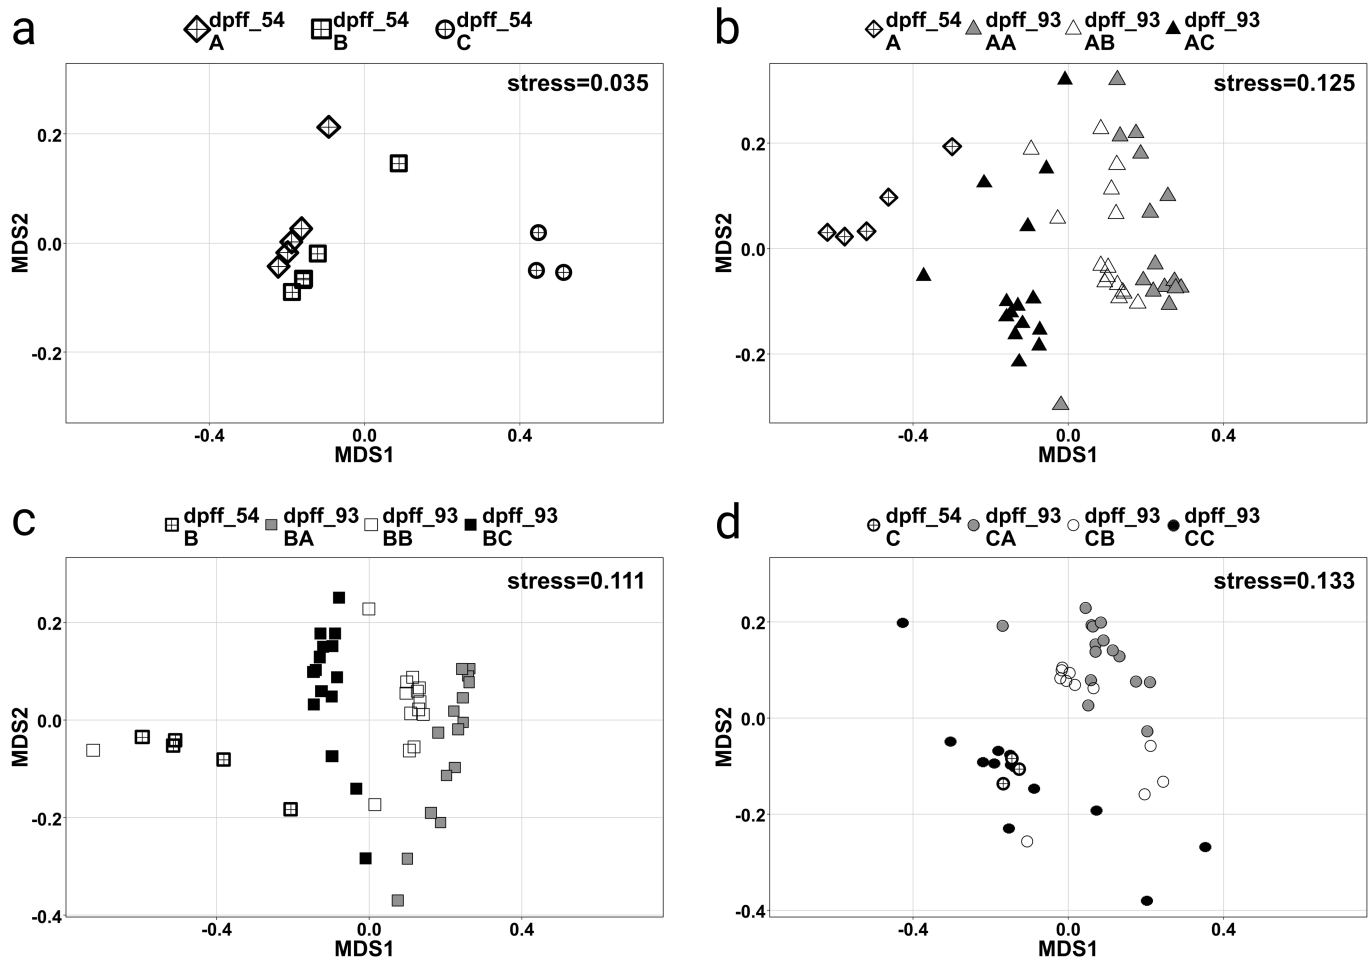 a
dpff_54 A dpff_54 B dpff_54 C
stress=0.035
0.2
0.0
-0.2
MDS2
-0.4 0.0 0.4
MDS1
b
dpff_54 A dpff_93 AA dpff_93 AB dpff_93 AC
stress=0.125
0.2
0.0
-0.2
MDS2
-0.4 0.0 0.4
MDS1
c
dpff_54 B dpff_93 BA dpff_93 BB dpff_93 BC
stress=0.111
0.2
0.0
-0.2
-0.4
MDS2
-0.4 0.0 0.4
MDS1
d
dpff_54 C dpff_93 CA dpff_93 CB dpff_93 CC
stress=0.133
0.2
0.0
-0.2
-0.4
MDS2
-0.4 0.0 0.4
MDS1